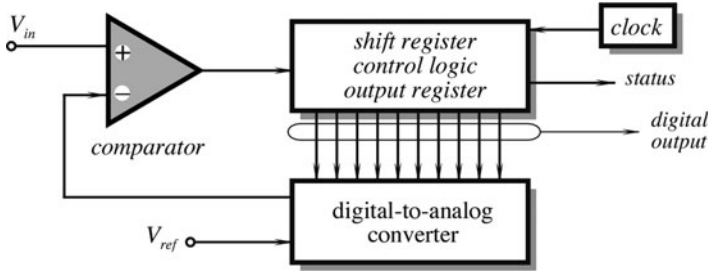 V_in
+
−
comparator
shift register
control logic
output register
clock
status
digital
output
digital-to-analog
converter
V_ref